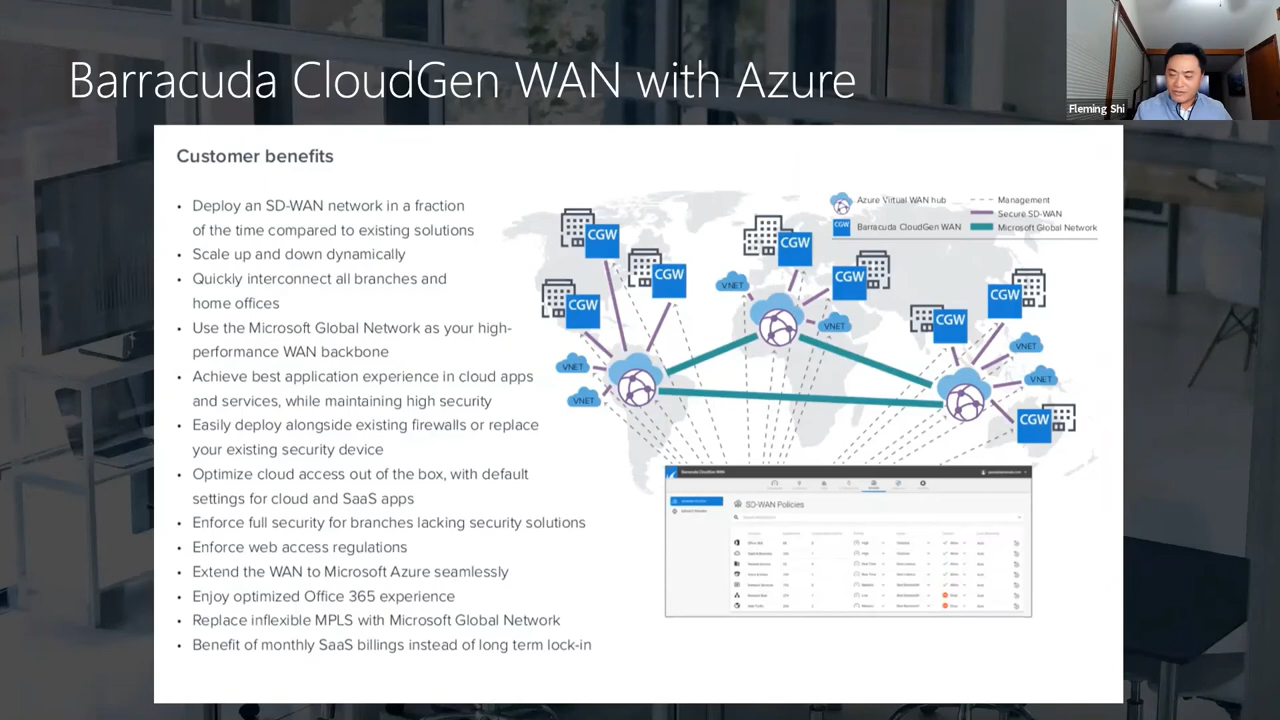 Barracuda CloudGen WAN with Azure
Fleming Shi
Customer benefits
• Deploy an SD-WAN network in a fraction
of the time compared to existing solutions
• Scale up and down dynamically
• Quickly interconnect all branches and
home offices
• Use the Microsoft Global Network as your high-
performance WAN backbone
• Achieve best application experience in cloud apps
and services, while maintaining high security
• Easily deploy alongside existing firewalls or replace
your existing security device
• Optimize cloud access out of the box, with default
settings for cloud and SaaS apps
• Enforce full security for branches lacking security solutions
• Enforce web access regulations
• Extend the WAN to Microsoft Azure seamlessly
• Enjoy optimized Office 365 experience
• Replace inflexible MPLS with Microsoft Global Network
• Benefit of monthly SaaS billings instead of long term lock-in
Azure Virtual WAN hub
Management
Secure SD-WAN
CGW
Barracuda CloudGen WAN
Microsoft Global Network
CGW
CGW
CGW
CGW
CGW
CGW
CGW
CGW
VNET
VNET
VNET
VNET
VNET
VNET
Barracuda CloudGen WAN
SD-WAN Policies